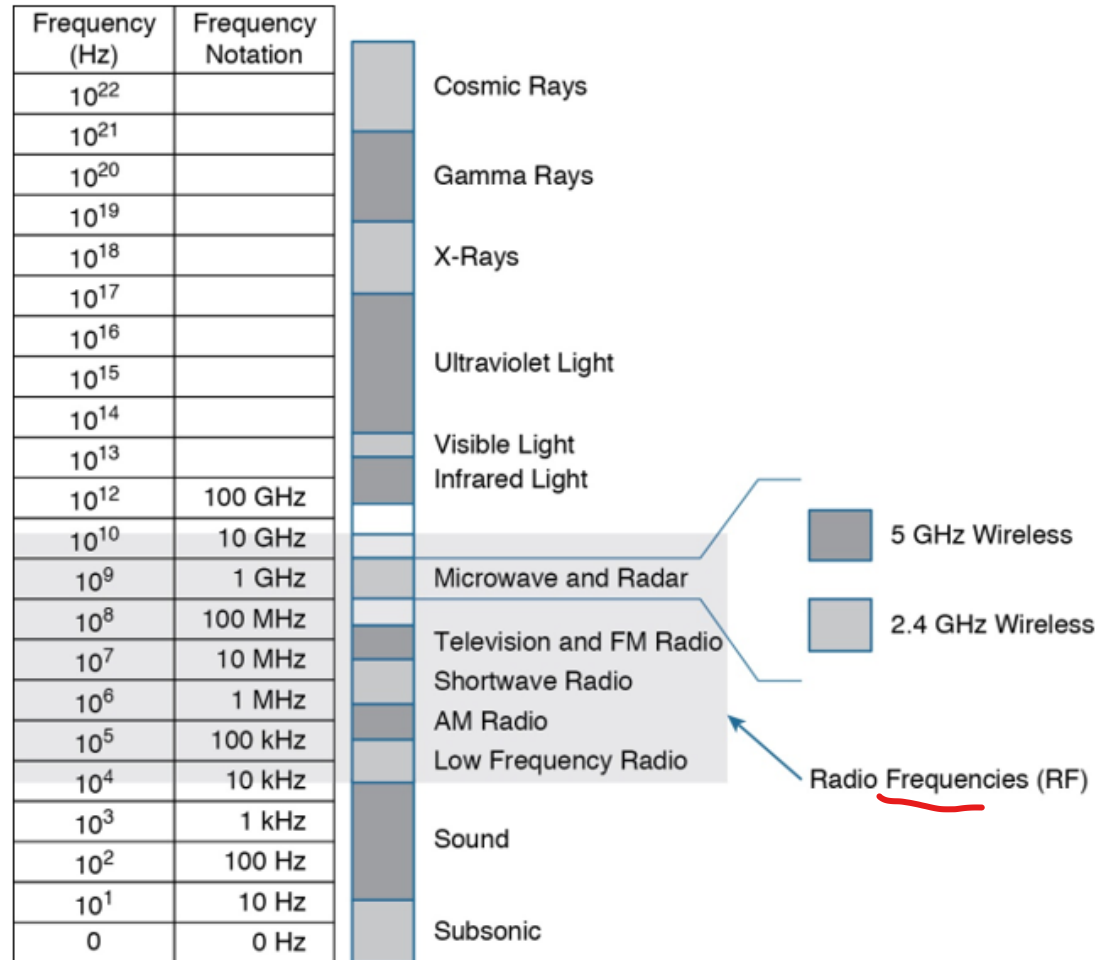 Frequency (Hz) Frequency Notation
10²²
10²¹
10²⁰
10¹⁹
10¹⁸
10¹⁷
10¹⁶
10¹⁵
10¹⁴
10¹³
10¹² 100 GHz
10¹⁰ 10 GHz
10⁹ 1 GHz
10⁸ 100 MHz
10⁷ 10 MHz
10⁶ 1 MHz
10⁵ 100 kHz
10⁴ 10 kHz
10³ 1 kHz
10² 100 Hz
10¹ 10 Hz
0 0 Hz
Cosmic Rays
Gamma Rays
X-Rays
Ultraviolet Light
Visible Light
Infrared Light
Microwave and Radar
Television and FM Radio
Shortwave Radio
AM Radio
Low Frequency Radio
Sound
Subsonic
5 GHz Wireless
2.4 GHz Wireless
Radio Frequencies (RF)